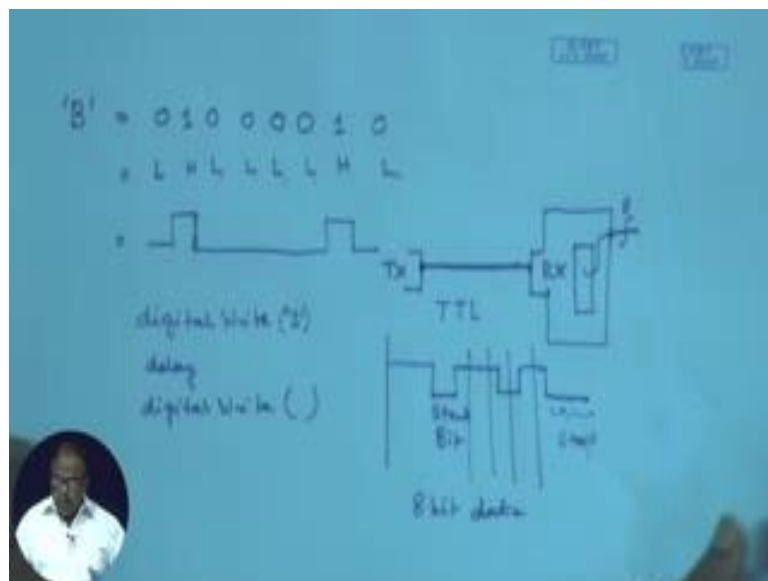 'B' = 0 1 0 0 0 0 1 0
= L H L L L L H L
=
TX
RX
TTL
digital Write ('1')
delay
digital Write ( )
Start
Bit
Stop
8 bit data